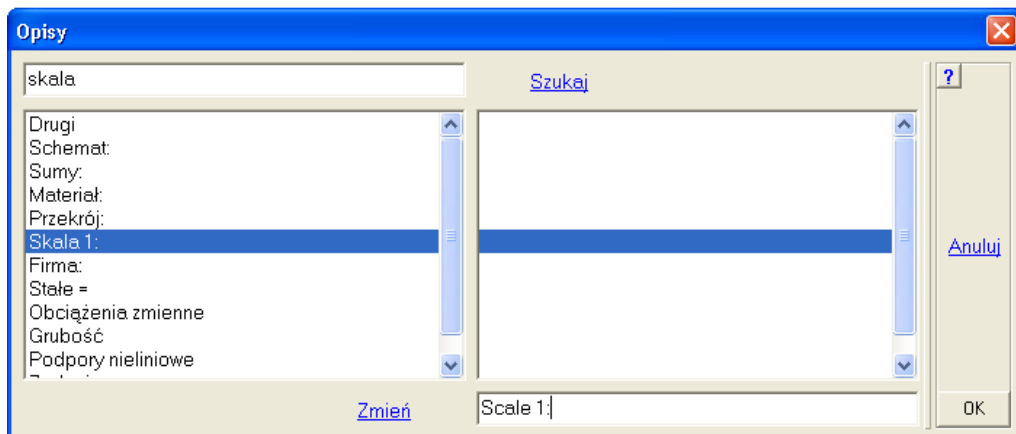 Opisy
skala
Szukaj
?
Drugi
Schemat:
Sumy:
Materiał:
Przekrój:
Skala 1:
Firma:
Stałe =
Obciążenia zmienne
Grubość
Podpory nieliniowe
Anuluj
Zmień
Scale 1:
OK